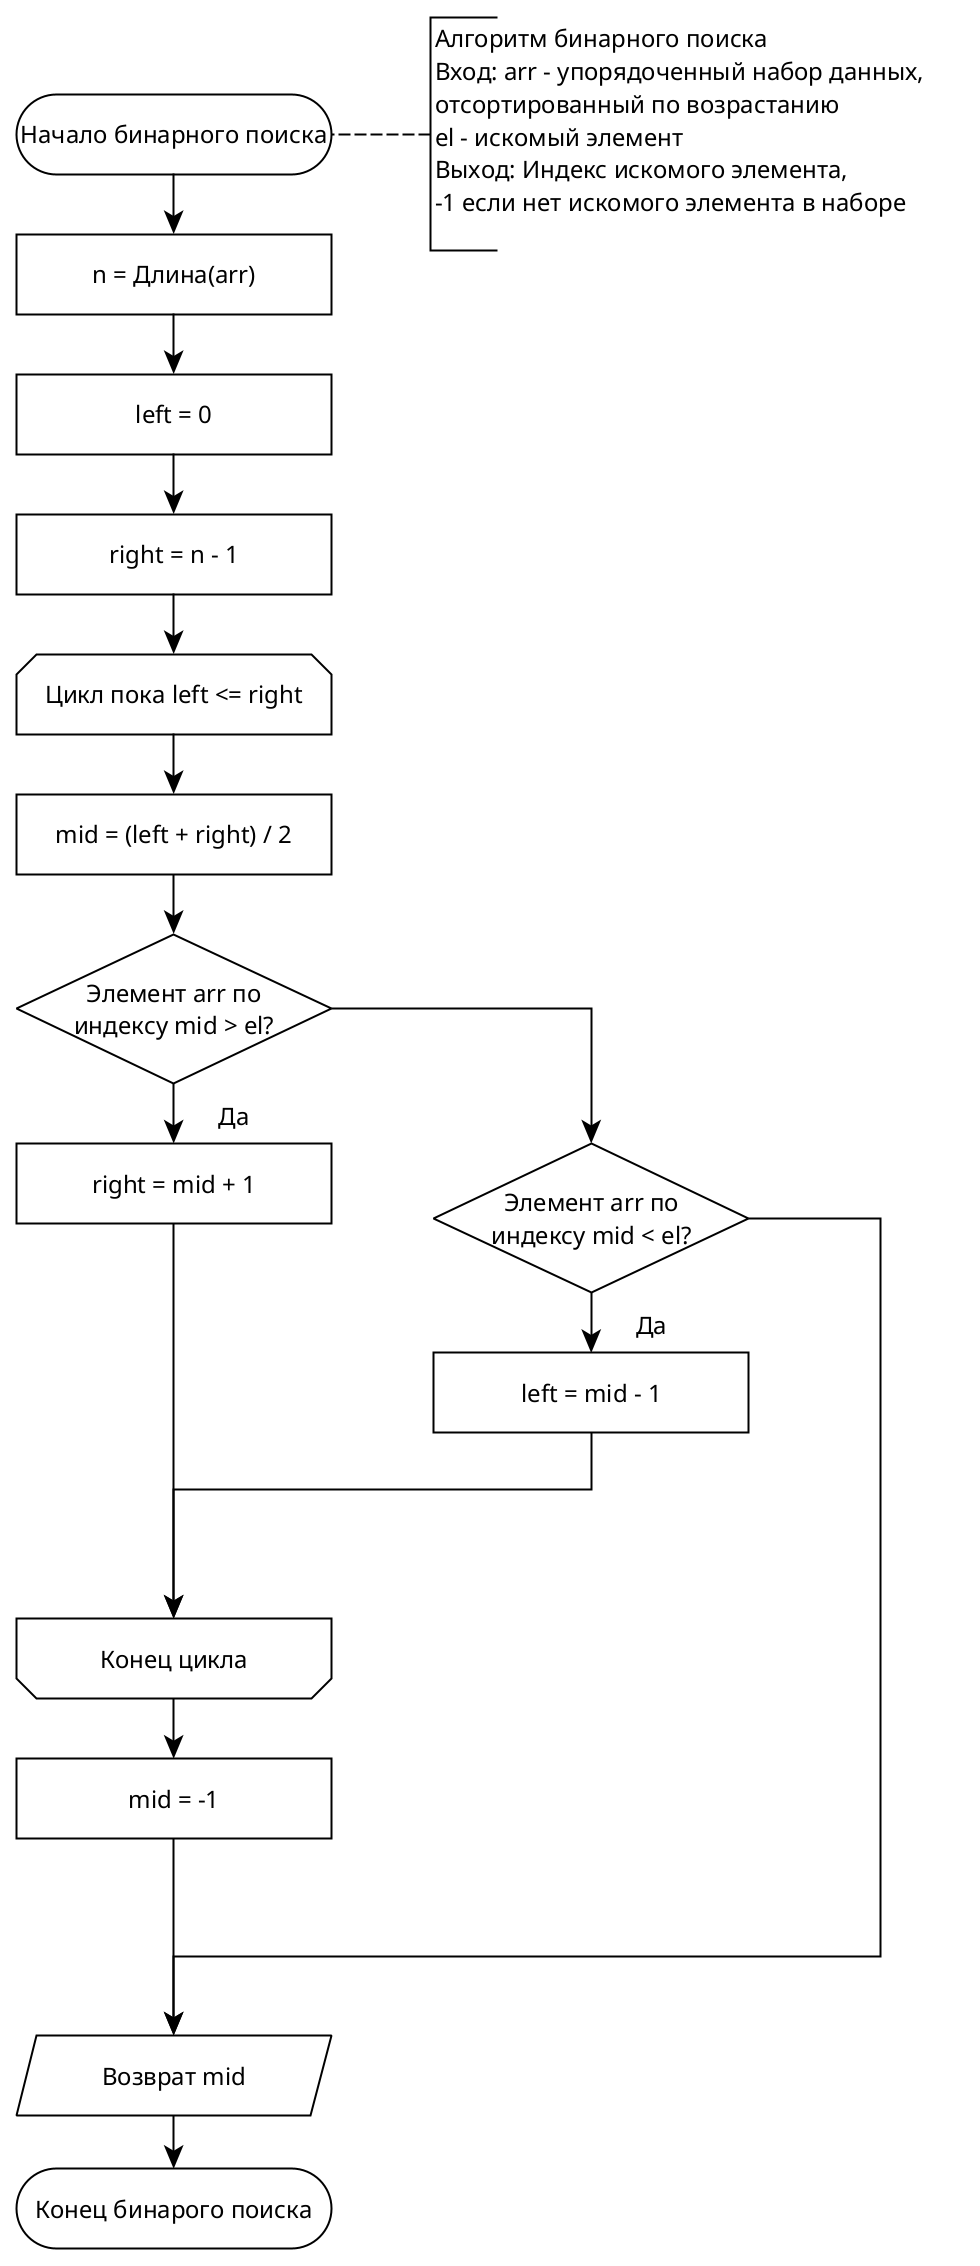 Алгоритм бинарного поиска
Вход: arr - упорядоченный набор данных,
отсортированный по возрастанию
el - искомый элемент
Выход: Индекс искомого элемента,
-1 если нет искомого элемента в наборе
Начало бинарного поиска
n = Длина(arr)
left = 0
right = n - 1
Цикл пока left <= right
mid = (left + right) / 2
Элемент arr по
индексу mid > el?
Да
right = mid + 1
Элемент arr по
индексу mid < el?
Да
left = mid - 1
Конец цикла
mid = -1
Возврат mid
Конец бинарого поиска